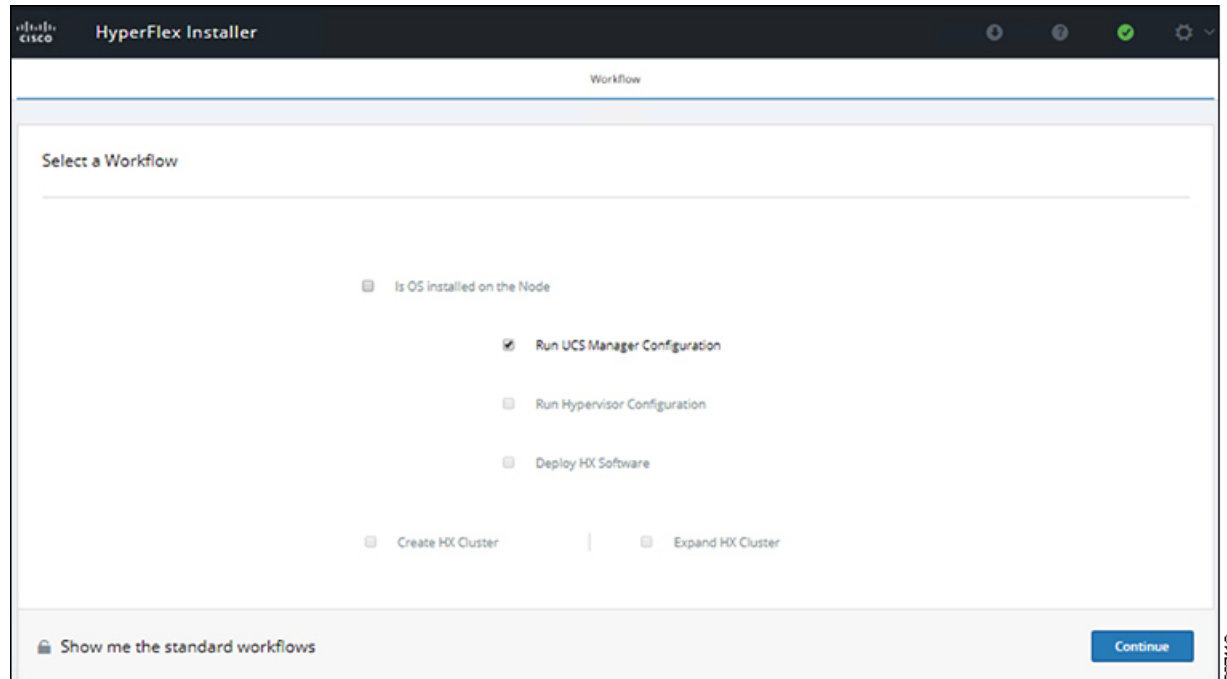 cisco
HyperFlex Installer
Workflow
Select a Workflow
Is OS installed on the Node
Run UCS Manager Configuration
Run Hypervisor Configuration
Deploy HX Software
Create HX Cluster
Expand HX Cluster
Show me the standard workflows
Continue